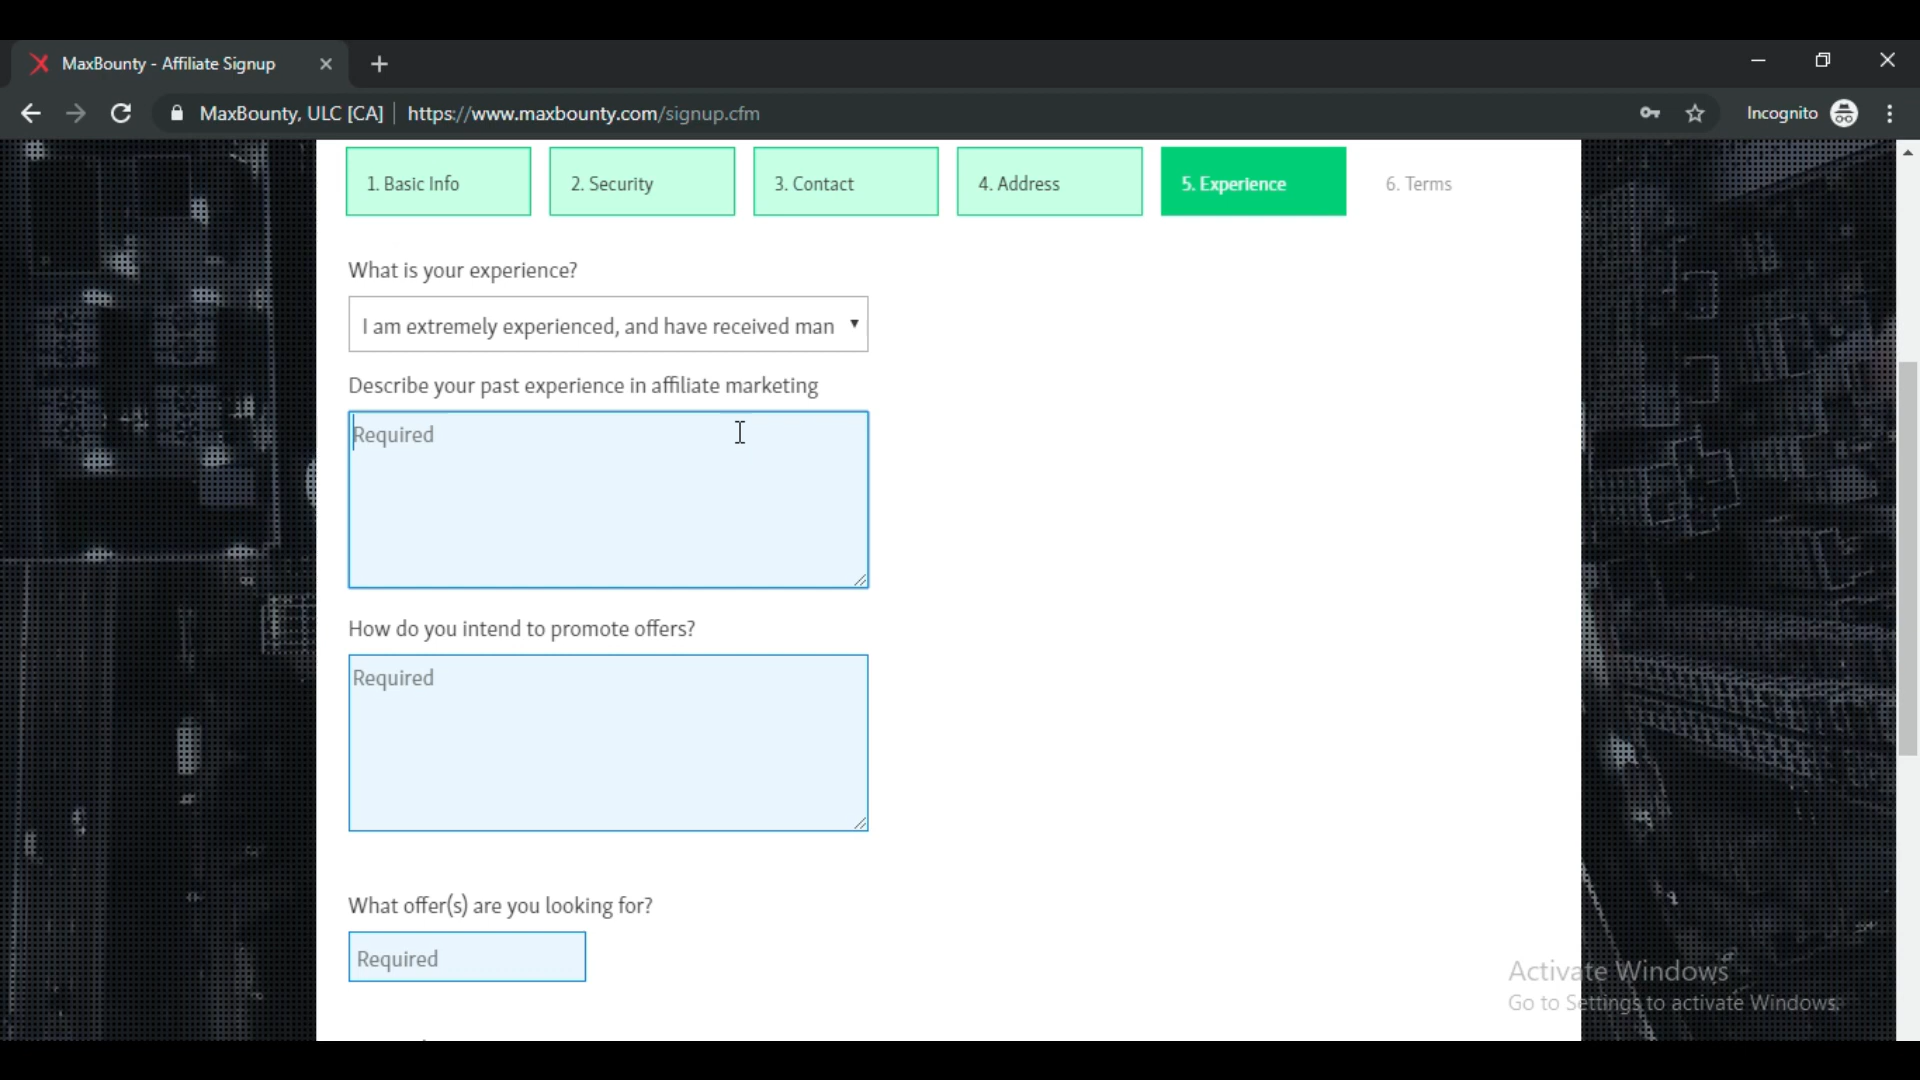 MaxBounty - Affiliate Signup
MaxBounty, ULC [CA] https://www.maxbounty.com/signup.cfm Incognito
1. Basic Info 2. Security 3. Contact 4. Address 5. Experience 6. Terms
What is your experience?
I am extremely experienced, and have received man
Describe your past experience in affiliate marketing
Required
How do you intend to promote offers?
Required
What offer(s) are you looking for?
Required
Activate Windows
Go to Settings to activate Windows.